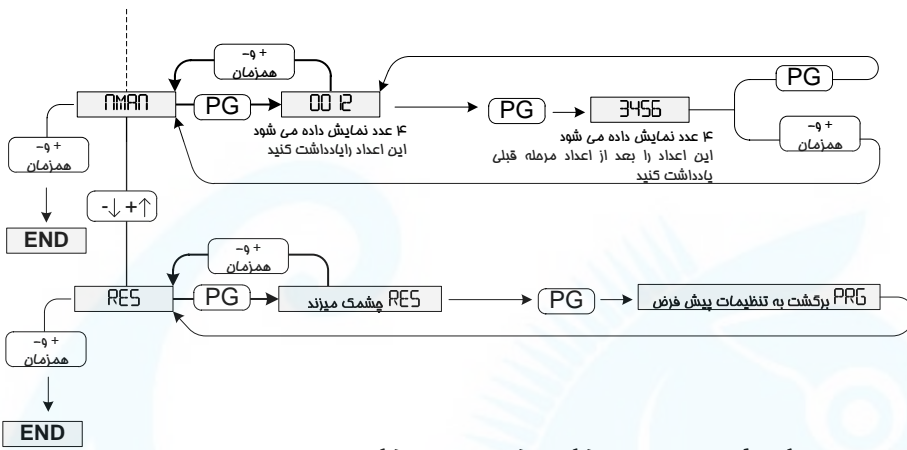 + و-
همزمان
PG
NMAN
PG
0012
PG
3456
۴ عدد نمایش داده می شود
این اعداد رایادداشت کنید
۴ عدد نمایش داده می شود
این اعداد را بعد از اعداد مرحله قبلی
یادداشت کنید
+ و-
همزمان
+ و-
همزمان
-↓+↑
END
+ و-
همزمان
RES
PG
RES چشمک میزند
PG
PRG برگشت به تنظیمات پیش فرض
+ و-
همزمان
END